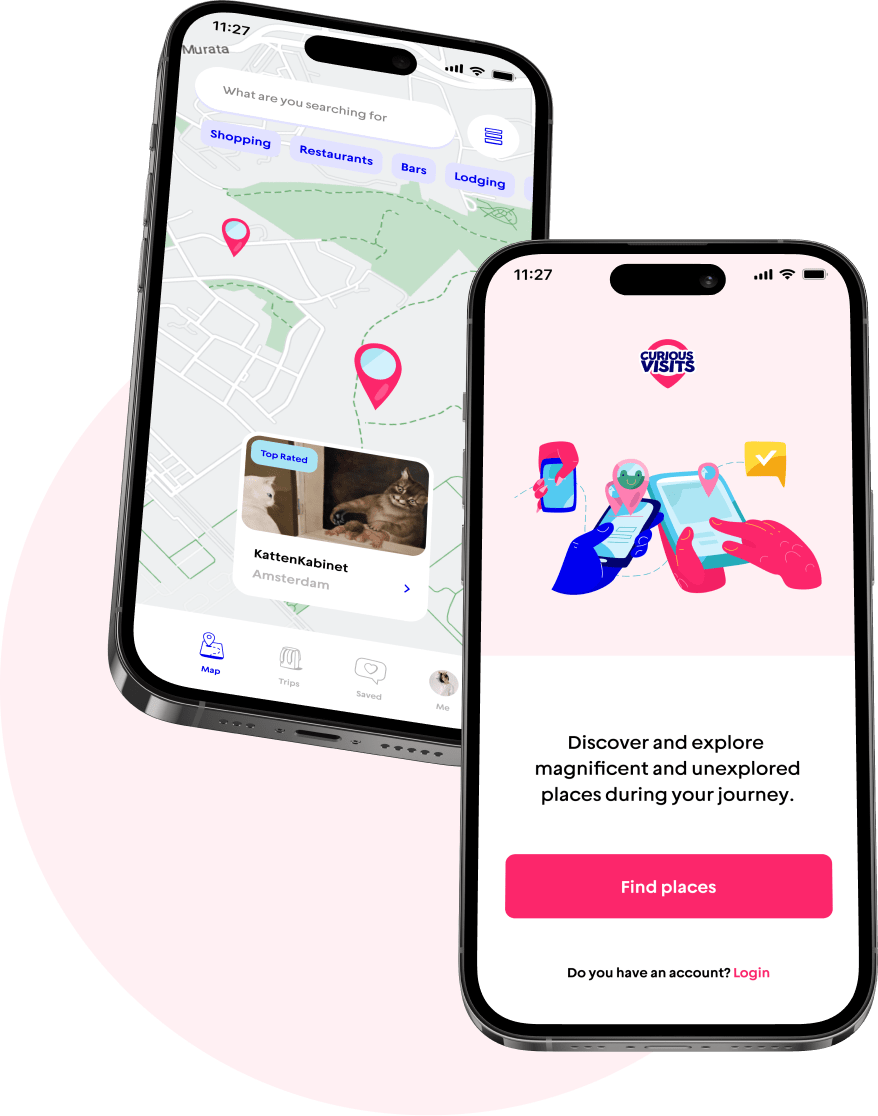 11:27
Murata
What are you searching for
Shopping
Restaurants
Bars
Lodging
Top Rated
KattenKabinet
Amsterdam
Map
Trips
Saved
Me
11:27
CURIOUS
VISITS
Discover and explore
magnificent and unexplored
places during your journey.
Find places
Do you have an account? Login